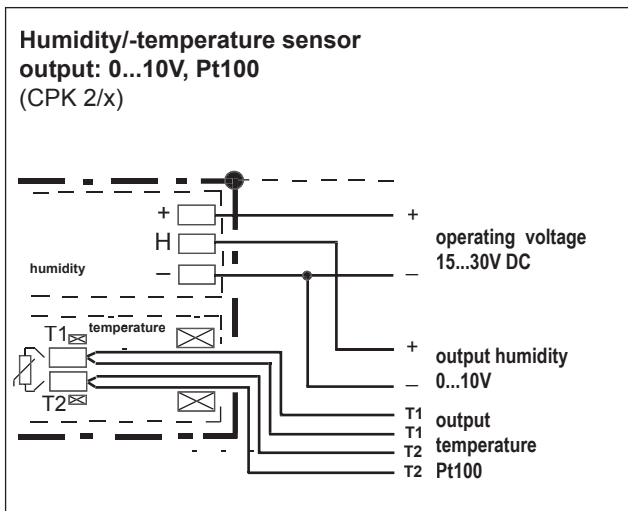 Humidity/-temperature sensor
output: 0...10V, Pt100
(CPK 2/x)
+ +
H
operating voltage
15...30V DC
– –
humidity
T1 temperature
T2
+
output humidity
0...10V
–
T1 output
T1
temperature
T2
T2 Pt100